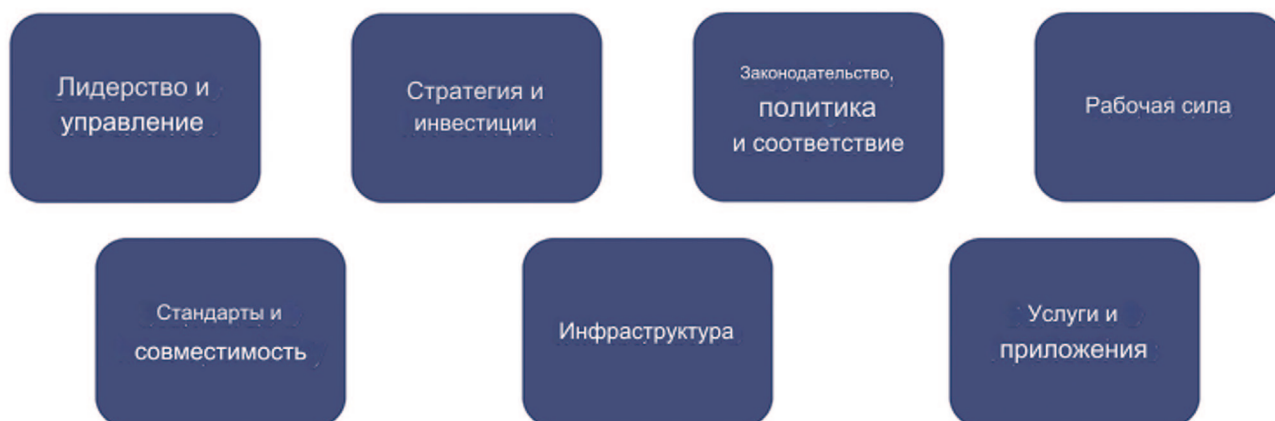 Лидерство и
управление
Стратегия и
инвестиции
Законодательство,
политика
и соответствие
Рабочая сила
Стандарты и
совместимость
Инфраструктура
Услуги и
приложения